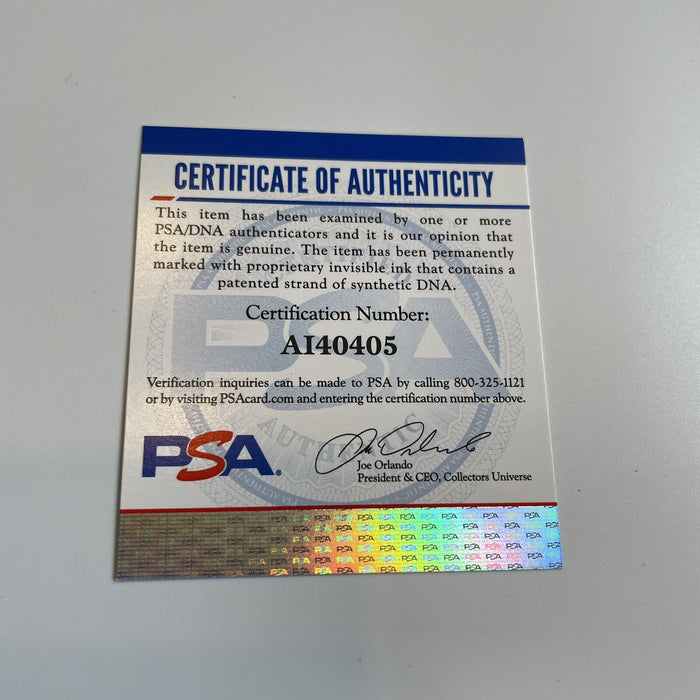 CERTIFICATE OF AUTHENTICITY
This item has been examined by one or more
PSA/DNA authenticators and it is our opinion that
the item is genuine. The item has been permanently
marked with proprietary invisible ink that contains a
patented strand of synthetic DNA.
Certification Number:
AI40405
Verification inquiries can be made to PSA by calling 800-325-1121
or by visiting PSAcard.com and entering the certification number above.
PSA.
Joe Orlando
President & CEO, Collectors Universe